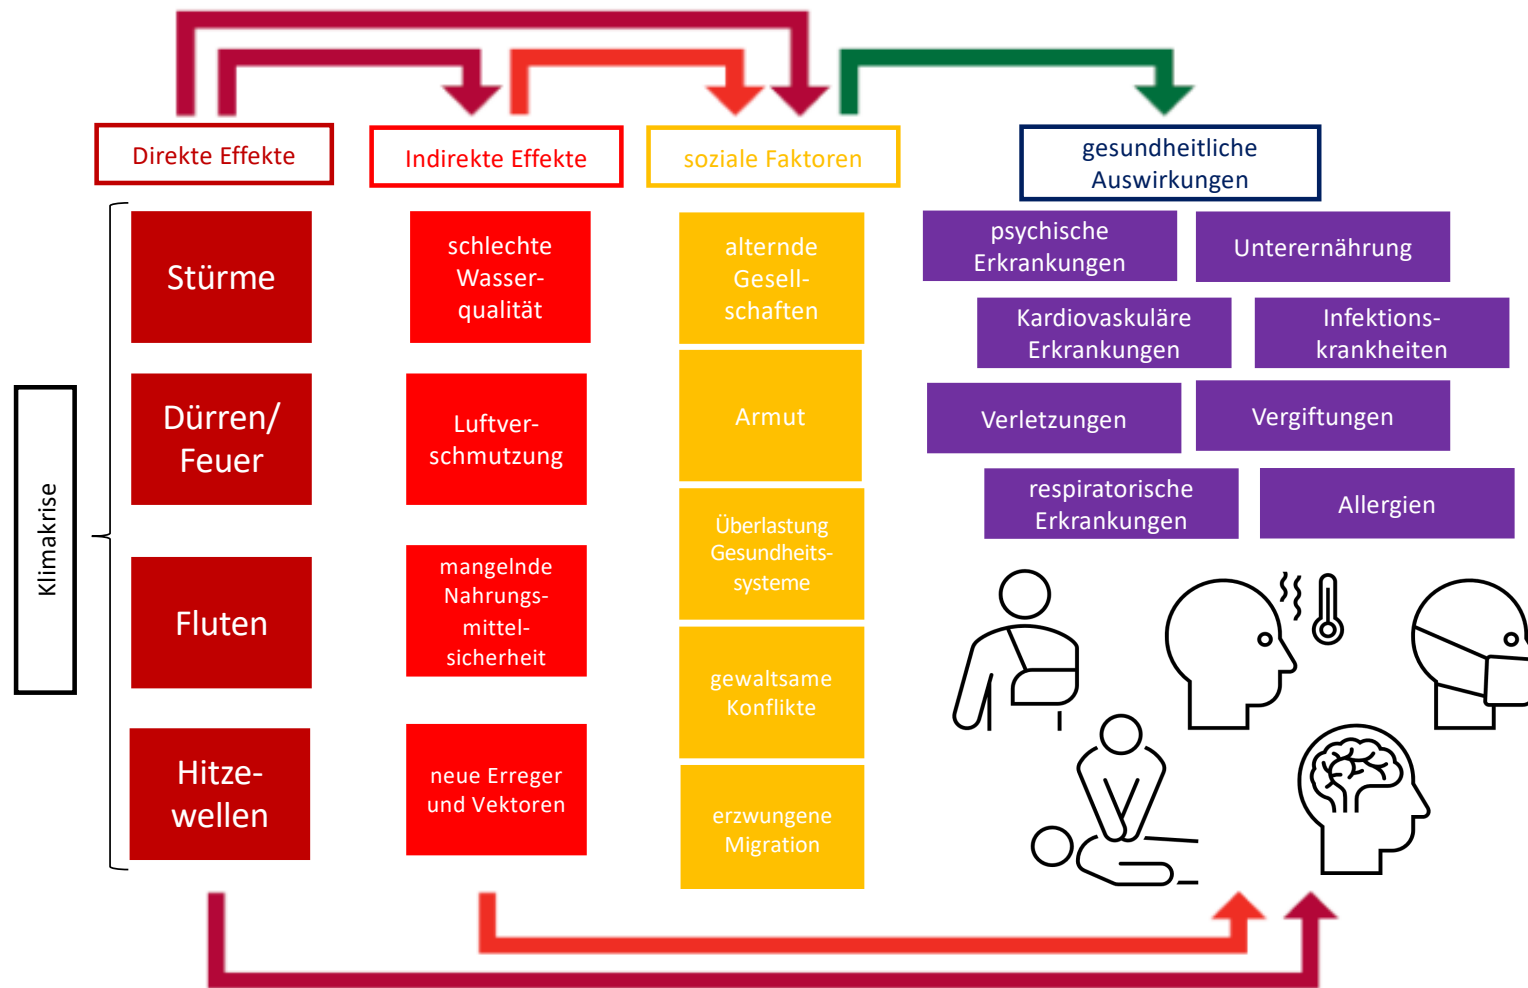 Direkte Effekte
Indirekte Effekte
soziale Faktoren
gesundheitliche
Auswirkungen
Klimakrise
Stürme
Dürren/
Feuer
Fluten
Hitze-
wellen
schlechte
Wasser-
qualität
Luftver-
schmutzung
mangelnde
Nahrungs-
mittel-
sicherheit
neue Erreger
und Vektoren
alternde
Gesell-
schaften
Armut
Überlastung
Gesundheits-
systeme
gewaltsame
Konflikte
erzwungene
Migration
psychische
Erkrankungen
Unterernährung
Kardiovaskuläre
Erkrankungen
Infektions-
krankheiten
Verletzungen
Vergiftungen
respiratorische
Erkrankungen
Allergien